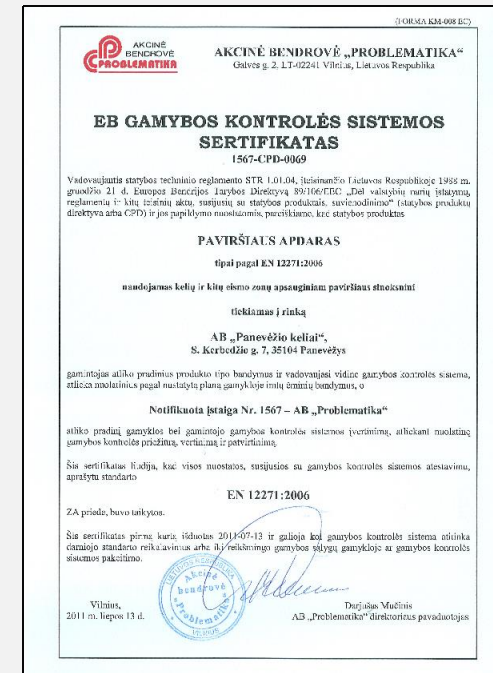 (FORMA KM-008 EC)
AKCINĖ
BENDROVĖ
PROBLEMATIKA
AKCINĖ BENDROVĖ „PROBLEMATIKA“
Galvės g. 2, LT-02241 Vilnius, Lietuvos Respublika
EB GAMYBOS KONTROLĖS SISTEMOS
SERTIFIKATAS
1567-CPD-0069
Vadovaujantis statybos techninio reglamento STR 1.01.04, įteisinančio Lietuvos Respublikoje 1988 m.
gruodžio 21 d. Europos Bendrijos Tarybos Direktyvą 89/106/EEC „Dėl valstybių narių įstatymų,
reglamentų ir kitų teisinių aktų, susijusių su statybos produktais, suvienodinimo“ (statybos produktų
direktyva arba CPD) ir jos papildymo nuostatomis, pareiškiame, kad statybos produktas
PAVIRŠIAUS APDARAS
tipai pagal EN 12271:2006
naudojamas kelių ir kitų eismo zonų apsauginiam paviršiaus sluoksniui
tiekiamas į rinką
AB „Panevėžio keliai“,
S. Kerbedžio g. 7, 35104 Panevėžys
gamintojas atliko pradinius produkto tipo bandymus ir vadovaujasi vidine gamybos kontrolės sistema,
atlieka nuolatinius pagal nustatytą planą gamykloje imtų ėminių bandymus, o
Notifikuota įstaiga Nr. 1567 – AB „Problematika“
atliko pradinį gamyklos bei gamintojo gamybos kontrolės sistemos įvertinimą, atliekant nuolatinę
gamybos kontrolės priežiūrą, vertinimą ir patvirtinimą.
Šis sertifikatas liudija, kad visos nuostatos, susijusios su gamybos kontrolės sistemos atestavimu,
aprašytu standarto
EN 12271:2006
ZA priede, buvo taikytos.
Šis sertifikatas pirmą kartą išduotas 2011-07-13 ir galioja kol gamybos kontrolės sistema atitinka
darniojo standarto reikalavimus arba iki reikšmingo gamybos sąlygų gamykloje ar gamybos kontrolės
sistemos pakeitimo.
LIETUVOS RESPUBLIKA
Akcinė
bendrovė
„Problematika“
VILNIUS
Vilnius,
2011 m. liepos 13 d.
Darjušas Mučinis
AB „Problematika“ direktoriaus pavaduotojas